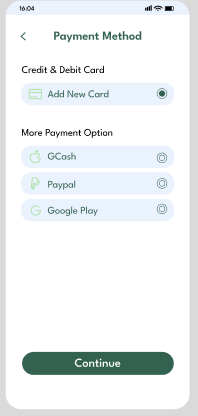 16:04
Payment Method
Credit & Debit Card
Add New Card
More Payment Option
GCash
Paypal
Google Play
Continue